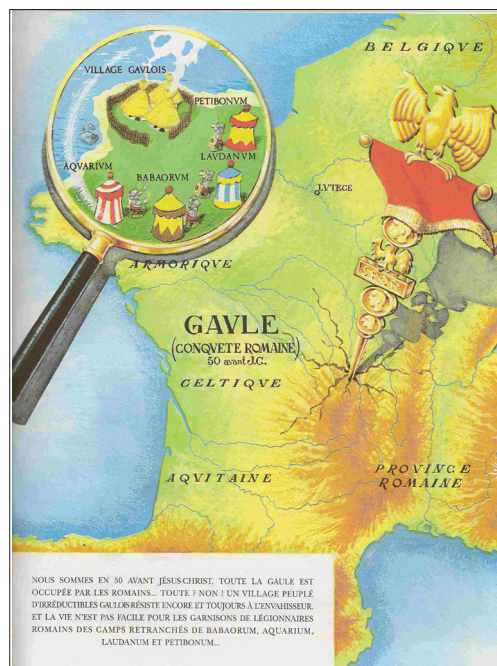 BELGIQVE
VILLAGE GAVLOIS
PETIBONVM
LAVDANVM
AQVARIVM
BABAORVM
LVTECE
ARMORIQVE
GAVLE
(CONQVETE ROMAINE)
50 avant J.C.
CELTIQVE
AQVITAINE
PROVINCE
ROMAINE
NOUS SOMMES EN 50 AVANT JÉSUS-CHRIST. TOUTE LA GAULE EST
OCCUPÉE PAR LES ROMAINS... TOUTE ? NON ! UN VILLAGE PEUPLÉ
D'IRRÉDUCTIBLES GAULOIS RÉSISTE ENCORE ET TOUJOURS À L'ENVAHISSEUR.
ET LA VIE N'EST PAS FACILE POUR LES GARNISONS DE LÉGIONNAIRES
ROMAINS DES CAMPS RETRANCHÉS DE BABAORUM, AQUARIUM,
LAUDANUM ET PETIBONUM...